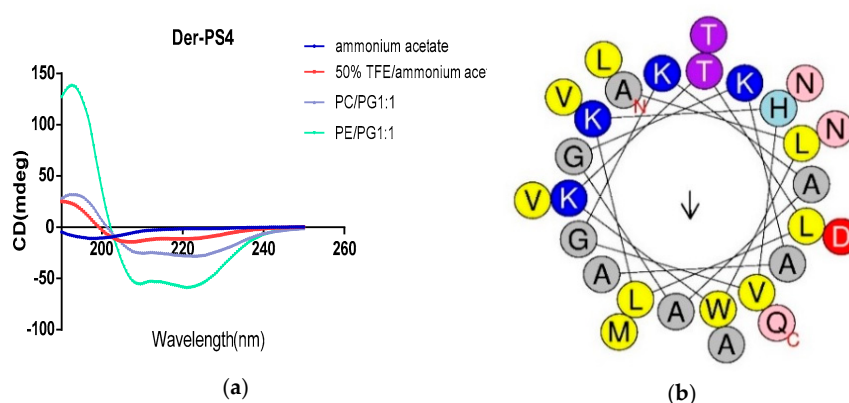 Der-PS4
ammonium acetate
50% TFE/ammonium ace
PC/PG1:1
PE/PG1:1
CD(mdeg)
150
100
50
0
-50
-100
200
220
240
260
Wavelength(nm)
(a)
T
L K T K N
V A N H N
K L
G A
V K L D
G A
A V
L A W Q C
M A
(b)